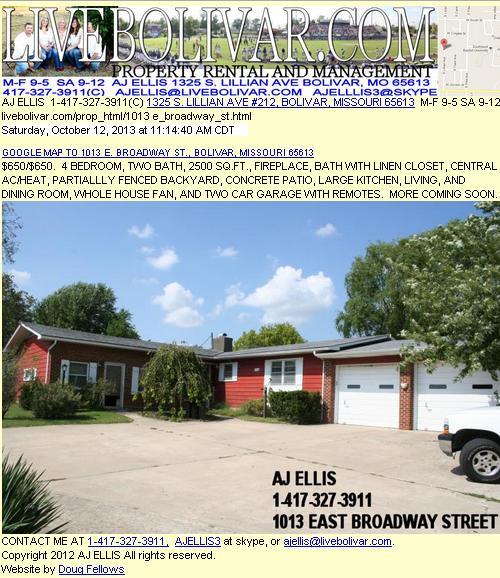 LIVEBOLIVAR.COM
PROPERTY RENTAL AND MANAGEMENT
M-F 9-5 SA 9-12 AJ ELLIS 1325 S. LILLIAN AVE BOLIVAR, MO 65613
417-327-3911(C) AJELLIS@LIVEBOLIVAR.COM AJELLLIS3@SKYPE
AJ ELLIS 1-417-327-3911(C) 1325 S. LILLIAN AVE #212, BOLIVAR, MISSOURI 65613 M-F 9-5 SA 9-12
livebolivar.com/prop_html/1013 e_broadway_st.html
Saturday, October 12, 2013 at 11:14:40 AM CDT
GOOGLE MAP TO 1013 E. BROADWAY ST., BOLIVAR, MISSOURI 65613
$650/$650. 4 BEDROOM, TWO BATH, 2500 SQ.FT., FIREPLACE, BATH WITH LINEN CLOSET, CENTRAL
AC/HEAT, PARTIALLLY FENCED BACKYARD, CONCRETE PATIO, LARGE KITCHEN, LIVING, AND
DINING ROOM, WHOLE HOUSE FAN, AND TWO CAR GARAGE WITH REMOTES. MORE COMING SOON.
AJ ELLIS
1-417-327-3911
1013 EAST BROADWAY STREET
CONTACT ME AT 1-417-327-3911, AJELLIS3 at skype, or ajellis@livebolivar.com.
Copyright 2012 AJ ELLIS All rights reserved.
Website by Doug Fellows